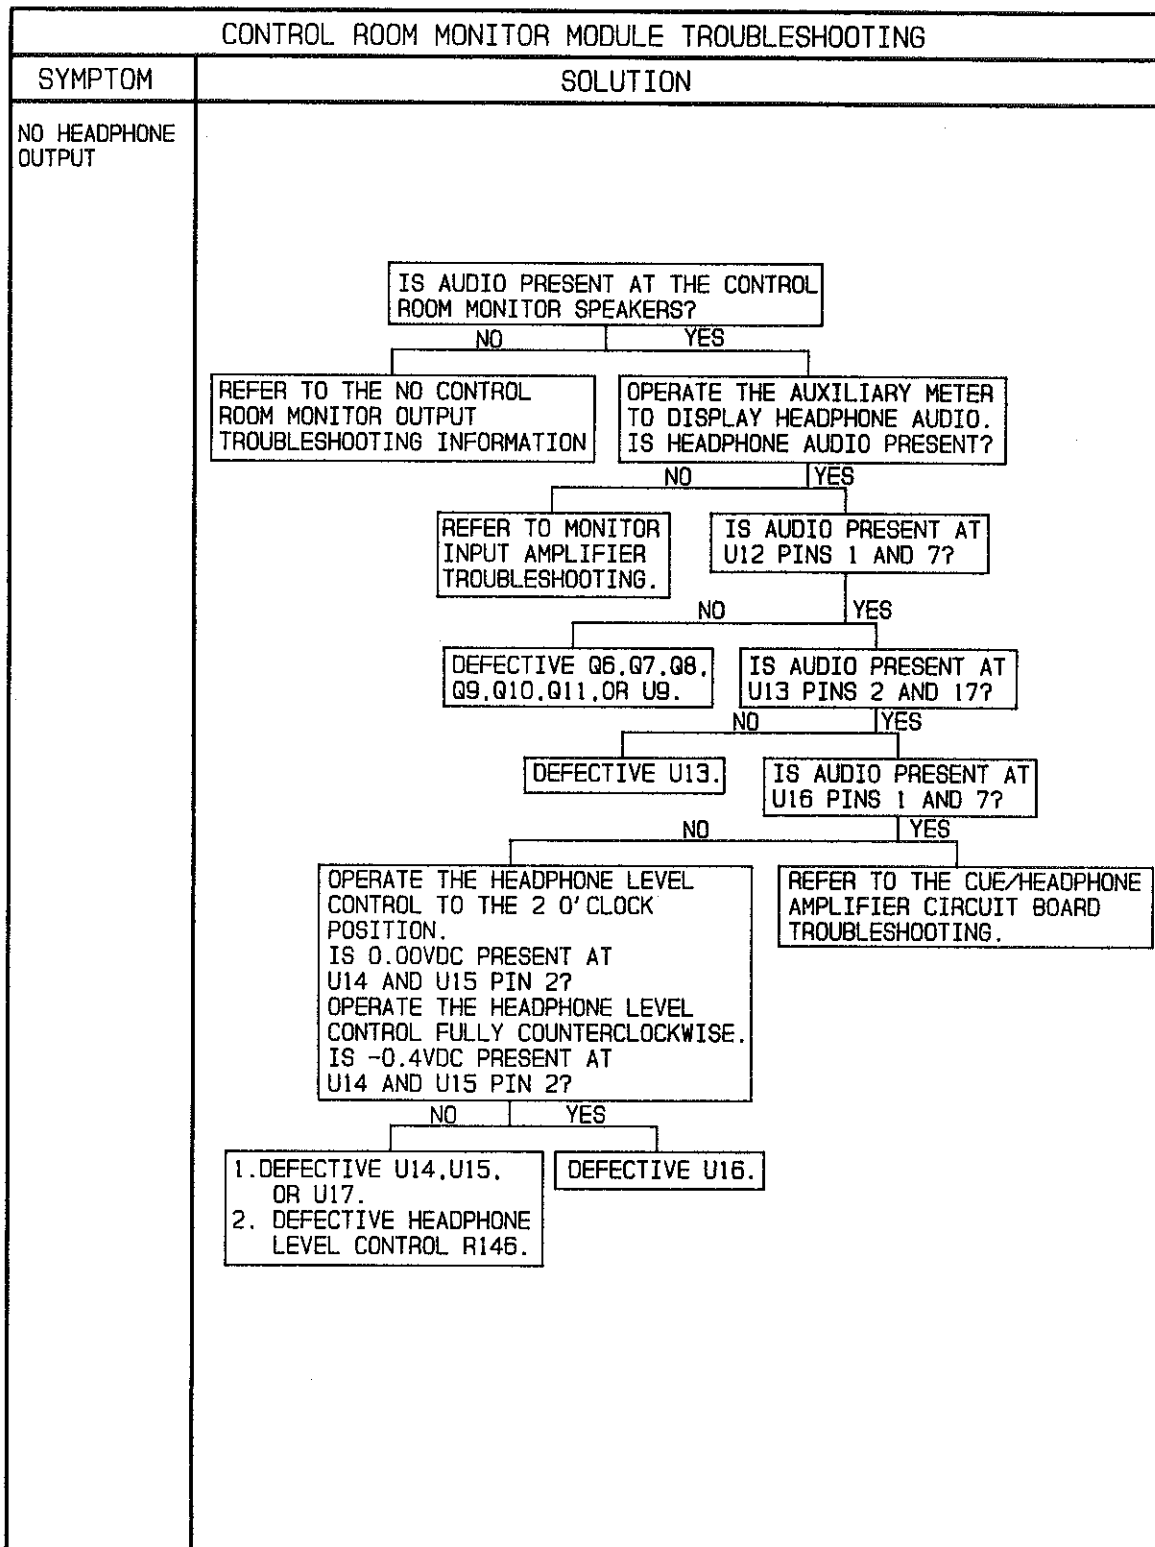 CONTROL ROOM MONITOR MODULE TROUBLESHOOTING
SYMPTOM
SOLUTION
NO HEADPHONE
OUTPUT
IS AUDIO PRESENT AT THE CONTROL
ROOM MONITOR SPEAKERS?
NO
YES
REFER TO THE NO CONTROL
ROOM MONITOR OUTPUT
TROUBLESHOOTING INFORMATION
OPERATE THE AUXILIARY METER
TO DISPLAY HEADPHONE AUDIO.
IS HEADPHONE AUDIO PRESENT?
NO
YES
REFER TO MONITOR
INPUT AMPLIFIER
TROUBLESHOOTING.
IS AUDIO PRESENT AT
U12 PINS 1 AND 7?
NO
YES
DEFECTIVE Q6,Q7,Q8,
Q9,Q10,Q11,OR U9.
IS AUDIO PRESENT AT
U13 PINS 2 AND 17?
NO
YES
DEFECTIVE U13.
IS AUDIO PRESENT AT
U16 PINS 1 AND 7?
NO
YES
OPERATE THE HEADPHONE LEVEL
CONTROL TO THE 2 O'CLOCK
POSITION.
IS 0.00VDC PRESENT AT
U14 AND U15 PIN 2?
OPERATE THE HEADPHONE LEVEL
CONTROL FULLY COUNTERCLOCKWISE.
IS -0.4VDC PRESENT AT
U14 AND U15 PIN 2?
REFER TO THE CUE/HEADPHONE
AMPLIFIER CIRCUIT BOARD
TROUBLESHOOTING.
NO
YES
1.DEFECTIVE U14,U15,
OR U17.
2. DEFECTIVE HEADPHONE
LEVEL CONTROL R146.
DEFECTIVE U16.